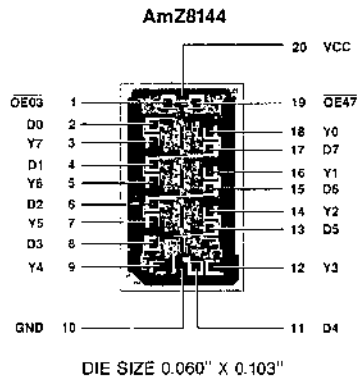 AmZ8144
20 VCC
OE03 1
19 OE47
D0 2
18 Y0
Y7 3
17 D7
D1 4
16 Y1
Y6 5
15 D6
D2 6
14 Y2
Y5 7
13 D5
D3 8
Y4 9
12 Y3
GND 10
11 D4
DIE SIZE 0.060" X 0.103"